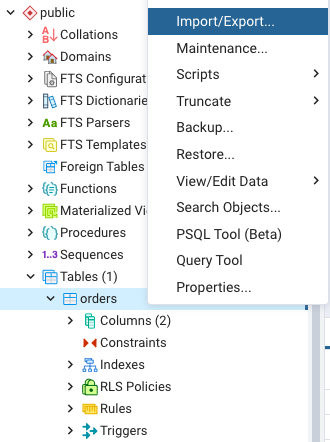 public
Collations
Domains
FTS Configurat
FTS Dictionarie
FTS Parsers
FTS Templates
Foreign Tables
Functions
Materialized Vi
Procedures
1..3 Sequences
Tables (1)
orders
Columns (2)
Constraints
Indexes
RLS Policies
Rules
Triggers
Import/Export...
Maintenance...
Scripts
Truncate
Backup...
Restore...
View/Edit Data
Search Objects...
PSQL Tool (Beta)
Query Tool
Properties...